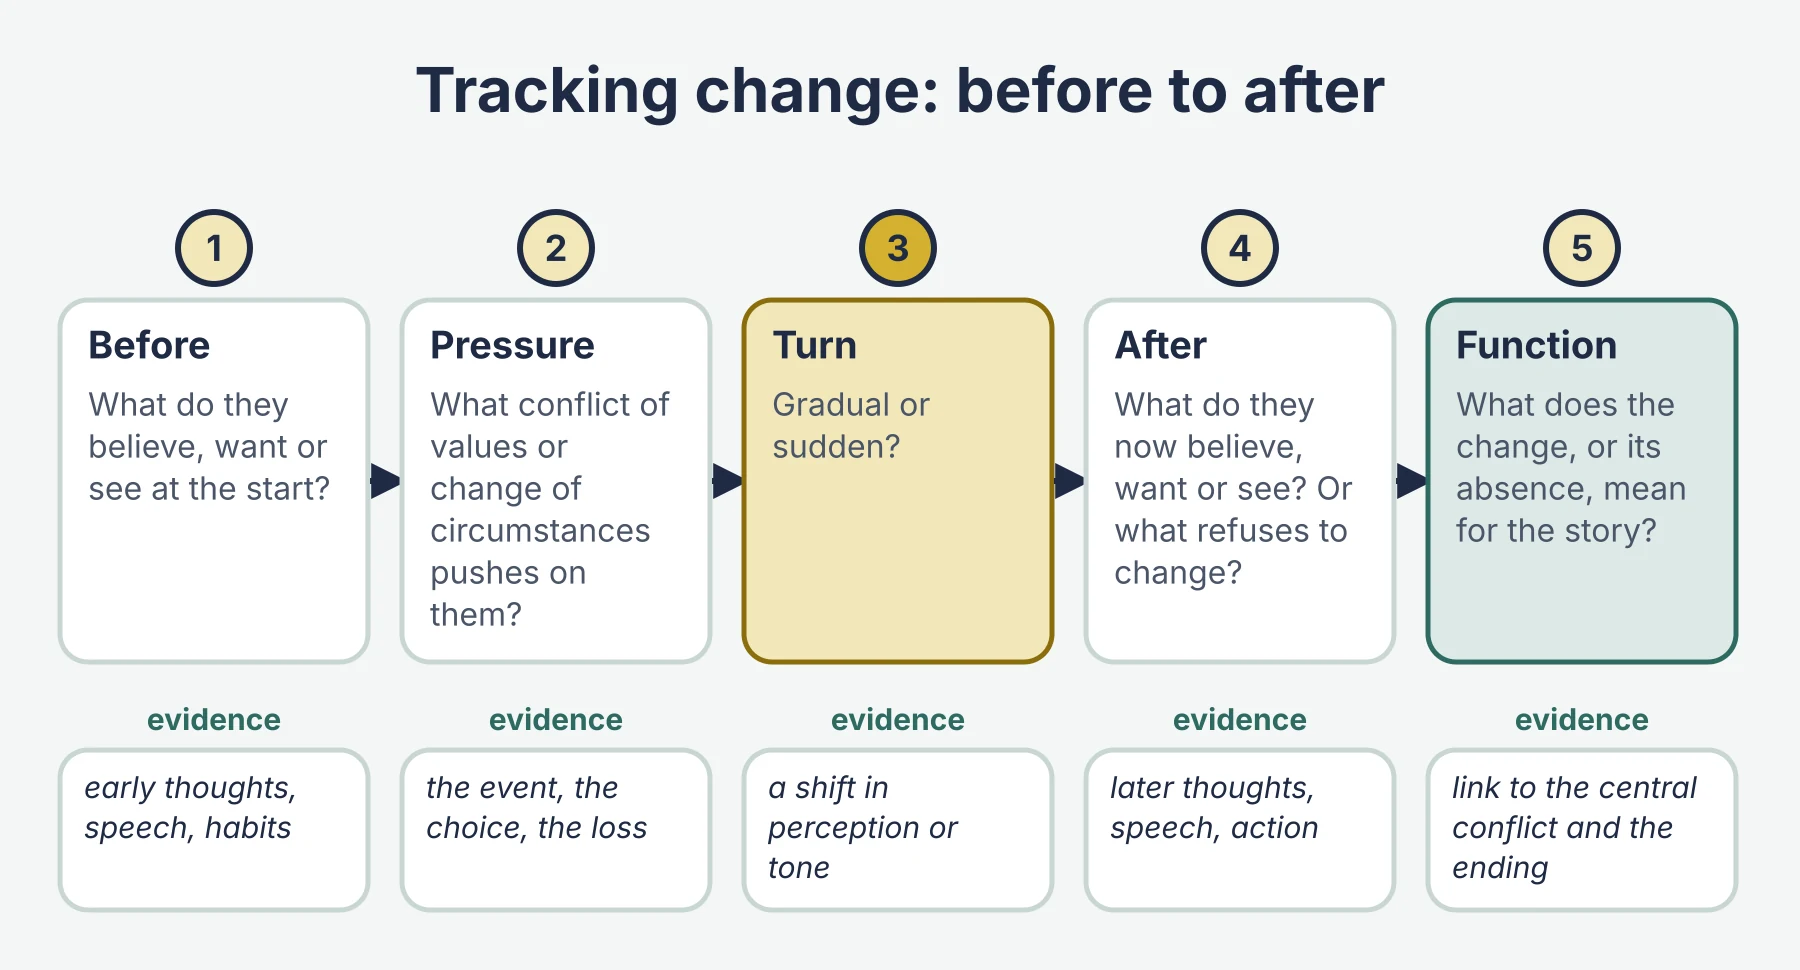 Tracking change: before to after
1
Before
What do they
believe, want or
see at the start?
2
Pressure
What conflict of
values or
change of
circumstances
pushes on
them?
3
Turn
Gradual or
sudden?
4
After
What do they
now believe,
want or see? Or
what refuses to
change?
5
Function
What does the
change, or its
absence, mean
for the story?
evidence
early thoughts,
speech, habits
evidence
the event, the
choice, the loss
evidence
a shift in
perception or
tone
evidence
later thoughts,
speech, action
evidence
link to the central
conflict and the
ending